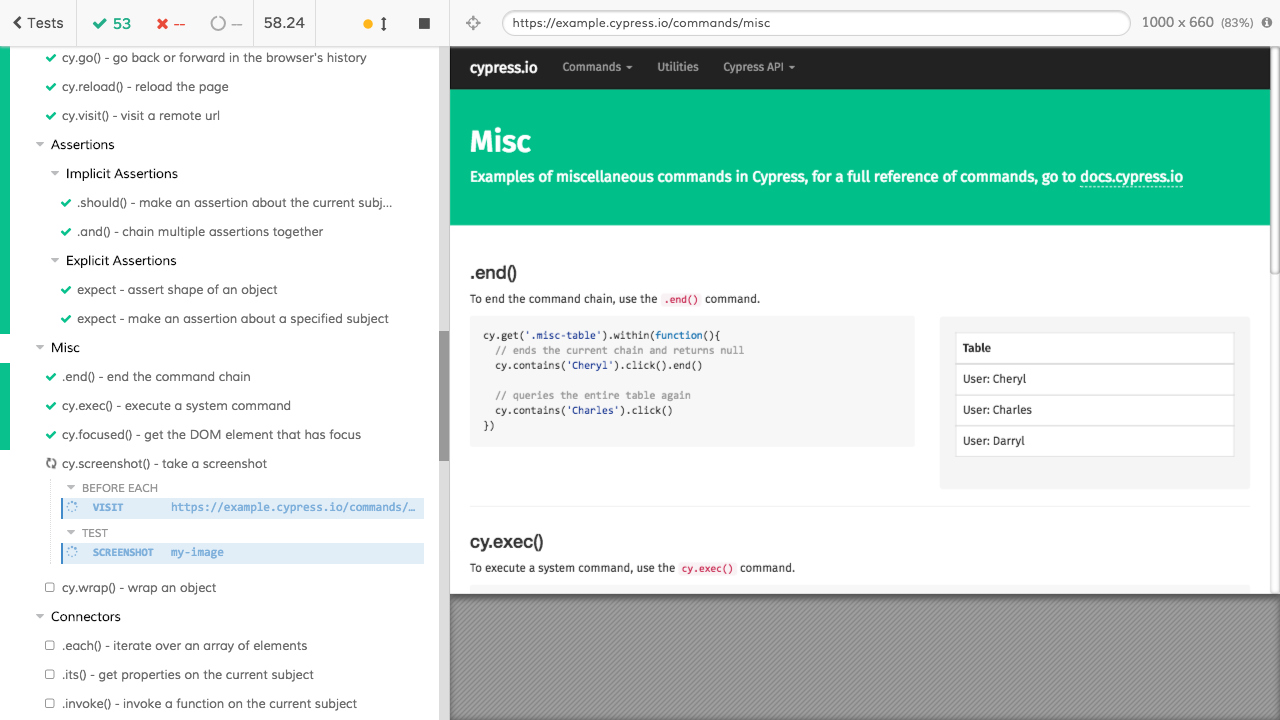 Tests 53 -- -- 58.24
https://example.cypress.io/commands/misc 1000 x 660 (83%)
cy.go() - go back or forward in the browser's history
cy.reload() - reload the page
cy.visit() - visit a remote url
Assertions
Implicit Assertions
.should() - make an assertion about the current subj...
.and() - chain multiple assertions together
Explicit Assertions
expect - assert shape of an object
expect - make an assertion about a specified subject
Misc
.end() - end the command chain
cy.exec() - execute a system command
cy.focused() - get the DOM element that has focus
cy.screenshot() - take a screenshot
BEFORE EACH
VISIT https://example.cypress.io/commands/...
TEST
SCREENSHOT my-image
cy.wrap() - wrap an object
Connectors
.each() - iterate over an array of elements
.its() - get properties on the current subject
.invoke() - invoke a function on the current subject
cypress.io Commands Utilities Cypress API
Misc
Examples of miscellaneous commands in Cypress, for a full reference of commands, go to docs.cypress.io
.end()
To end the command chain, use the .end() command.
cy.get('.misc-table').within(function(){
// ends the current chain and returns null
cy.contains('Cheryl').click().end()
// queries the entire table again
cy.contains('Charles').click()
})
Table
User: Cheryl
User: Charles
User: Darryl
cy.exec()
To execute a system command, use the cy.exec() command.